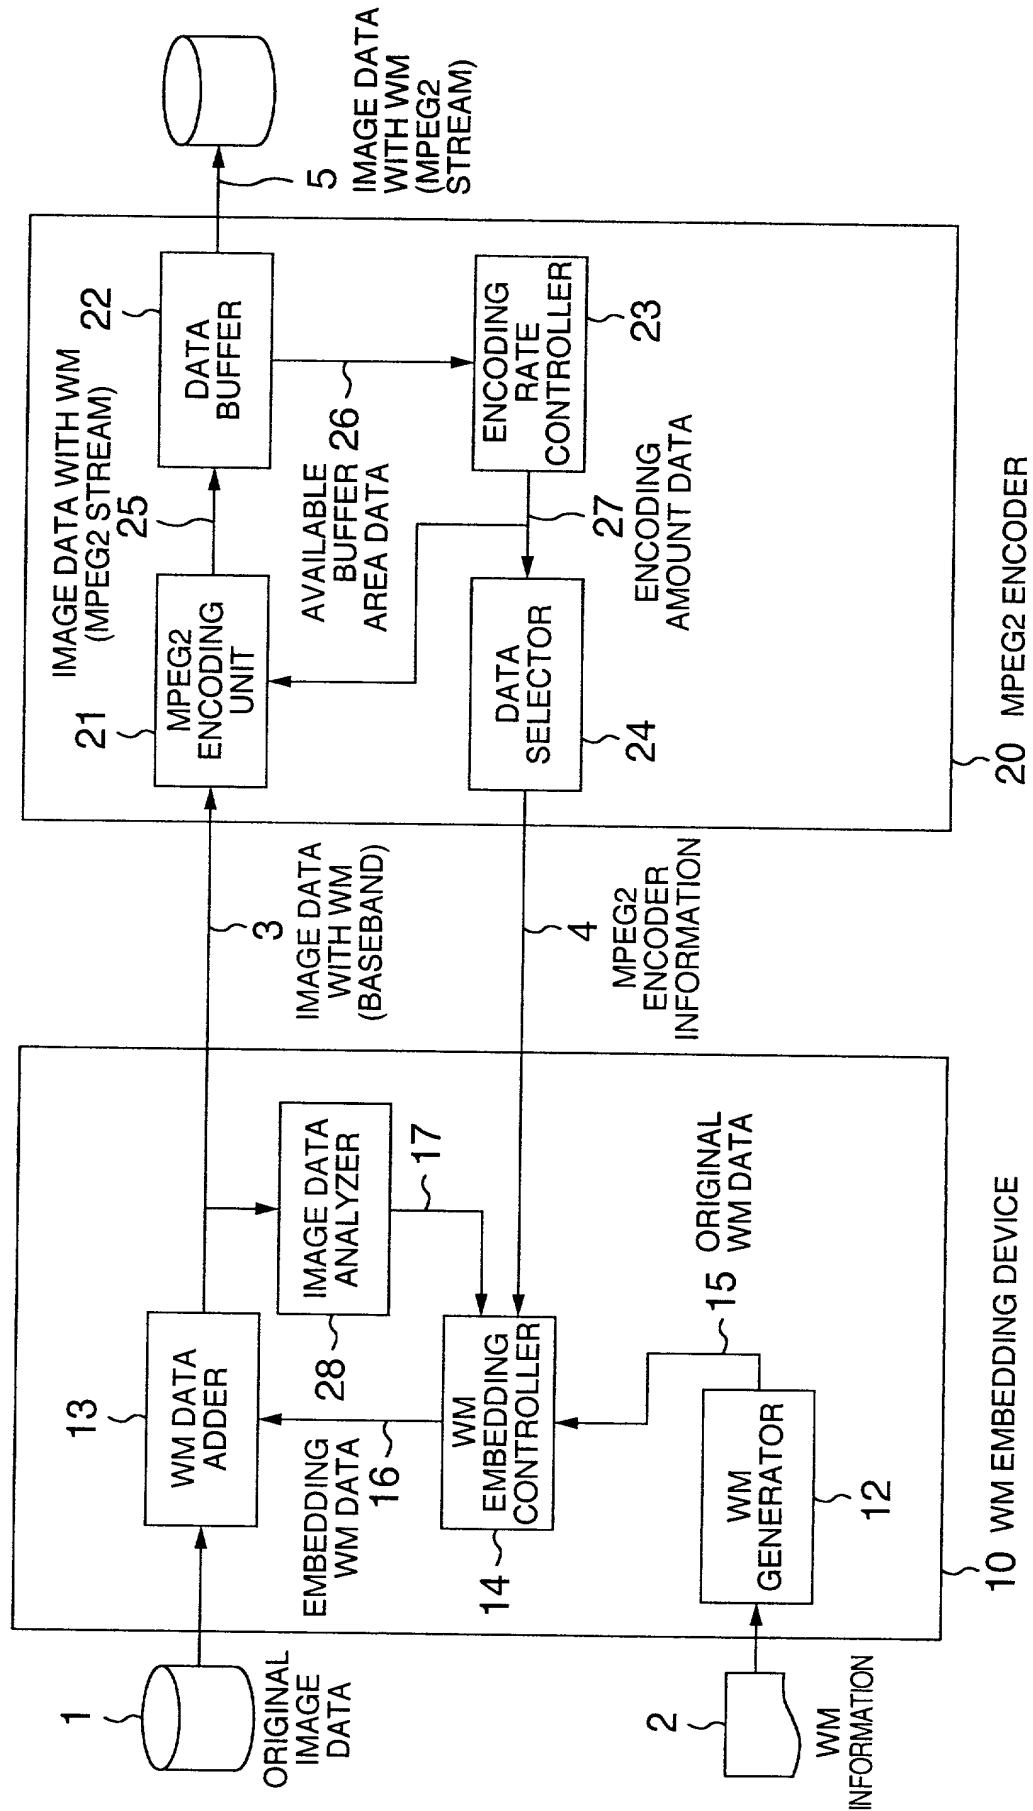 1
ORIGINAL
IMAGE
DATA
2
WM
INFORMATION
13
WM DATA
ADDER
EMBEDDING
WM DATA
16
28
IMAGE DATA
ANALYZER
17
14
WM
EMBEDDING
CONTROLLER
15
ORIGINAL
WM DATA
WM
GENERATOR
12
10 WM EMBEDDING DEVICE
3
IMAGE DATA
WITH WM
(BASEBAND)
4
MPEG2
ENCODER
INFORMATION
IMAGE DATA WITH WM
(MPEG2 STREAM)
21
25
22
MPEG2
ENCODING
UNIT
DATA
BUFFER
AVAILABLE
BUFFER
AREA DATA
26
ENCODING
RATE
CONTROLLER
23
27
ENCODING
AMOUNT DATA
DATA
SELECTOR
24
20 MPEG2 ENCODER
5
IMAGE DATA
WITH WM
(MPEG2
STREAM)